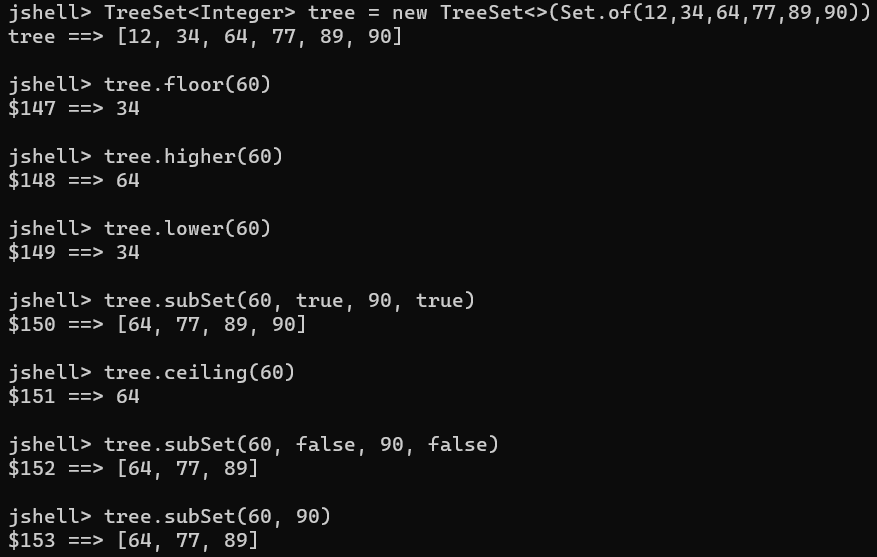 jshell> TreeSet<Integer> tree = new TreeSet<>(Set.of(12,34,64,77,89,90))
tree ==> [12, 34, 64, 77, 89, 90]
jshell> tree.floor(60)
$147 ==> 34
jshell> tree.higher(60)
$148 ==> 64
jshell> tree.lower(60)
$149 ==> 34
jshell> tree.subSet(60, true, 90, true)
$150 ==> [64, 77, 89, 90]
jshell> tree.ceiling(60)
$151 ==> 64
jshell> tree.subSet(60, false, 90, false)
$152 ==> [64, 77, 89]
jshell> tree.subSet(60, 90)
$153 ==> [64, 77, 89]